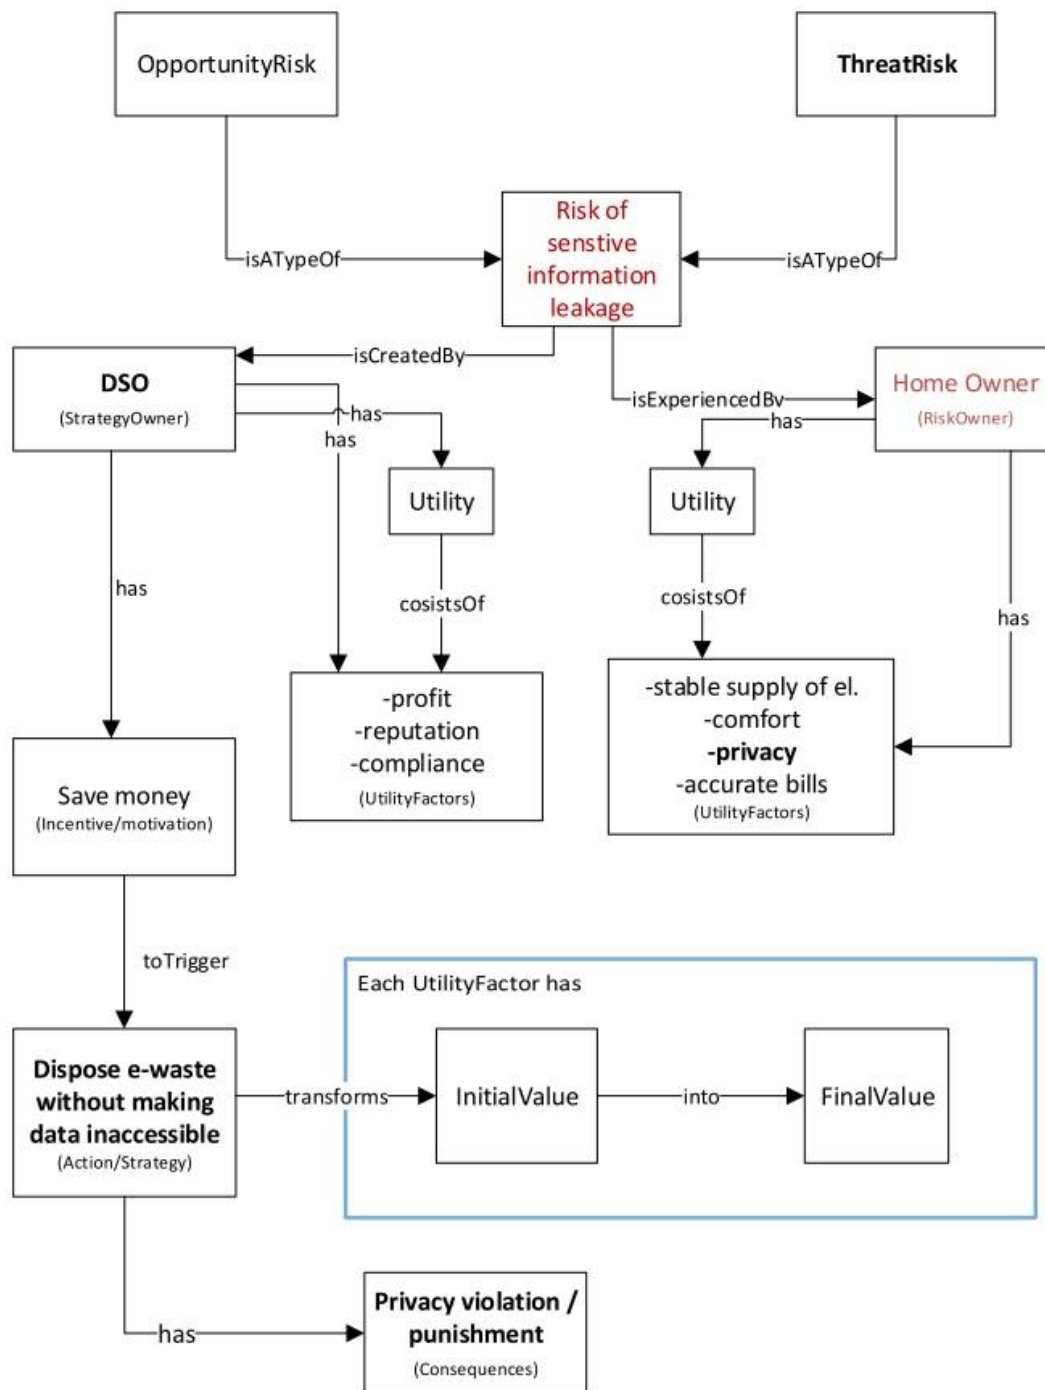 OpportunityRisk
ThreatRisk
Risk of
senstive
information
leakage
isATypeOf
isATypeOf
isCreatedBy
DSO
(StrategyOwner)
has
has
isExperiencedBy
has
Home Owner
(RiskOwner)
Utility
Utility
has
cosistsOf
cosistsOf
has
-profit
-reputation
-compliance
(UtilityFactors)
-stable supply of el.
-comfort
-privacy
-accurate bills
(UtilityFactors)
Save money
(Incentive/motivation)
toTrigger
Each UtilityFactor has
Dispose e-waste
without making
data inaccessible
(Action/Strategy)
transforms
InitialValue
into
FinalValue
has
Privacy violation /
punishment
(Consequences)